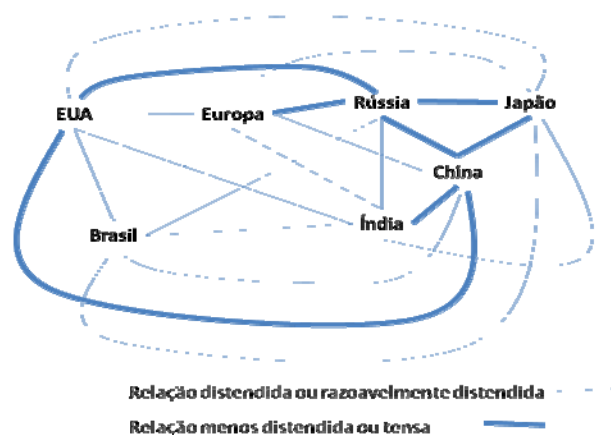 EUA
Europa
Rússia
Japão
China
Brasil
Índia
Relação distendida ou razoavelmente distendida
Relação menos distendida ou tensa